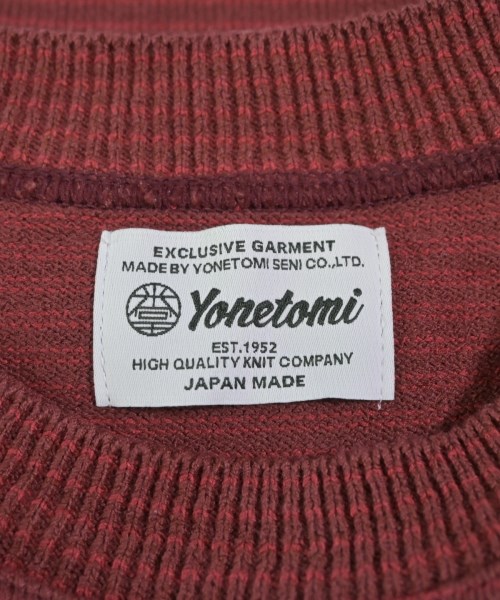 EXCLUSIVE GARMENT
MADE BY YONETOMI SENI CO.,LTD.
Yonetomi
EST.1952
HIGH QUALITY KNIT COMPANY
JAPAN MADE